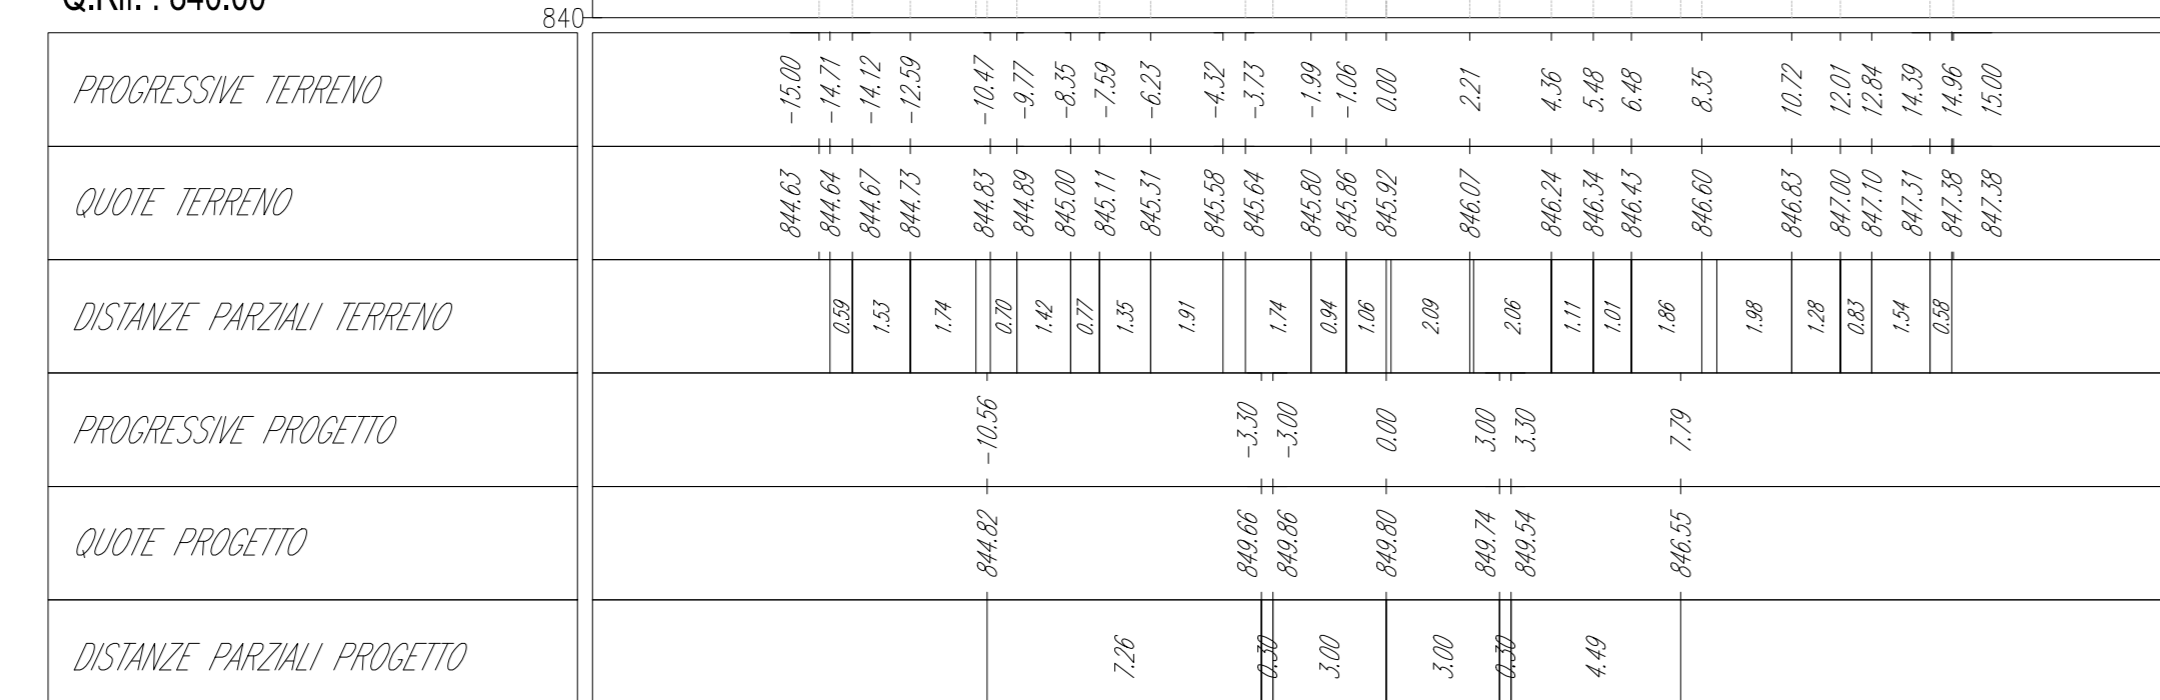 840
PROGRESSIVE TERRENO -15.00 -14.71 -14.12 -12.59 -10.47 -9.77 -8.35 -7.59 -6.23 -4.32 -3.73 -1.99 -1.06 0.00 2.21 4.36 5.48 6.48 8.35 10.72 12.01 12.84 14.39 14.96 15.00
QUOTE TERRENO 844.63 844.64 844.67 844.73 844.83 844.89 845.00 845.11 845.31 845.58 845.64 845.80 845.86 845.92 846.07 846.24 846.34 846.43 846.60 846.83 847.00 847.10 847.31 847.38 847.38
DISTANZE PARZIALI TERRENO 0.59 1.53 1.74 0.70 1.42 0.77 1.35 1.91 1.74 0.94 1.06 2.09 2.06 1.11 1.01 1.86 1.98 1.28 0.83 1.54 0.58
PROGRESSIVE PROGETTO -10.56 -3.30 -3.00 0.00 3.00 3.30 7.79
QUOTE PROGETTO 844.82 849.66 849.86 849.80 849.74 849.54 846.55
DISTANZE PARZIALI PROGETTO 7.26 0.30 3.00 3.00 0.30 4.49